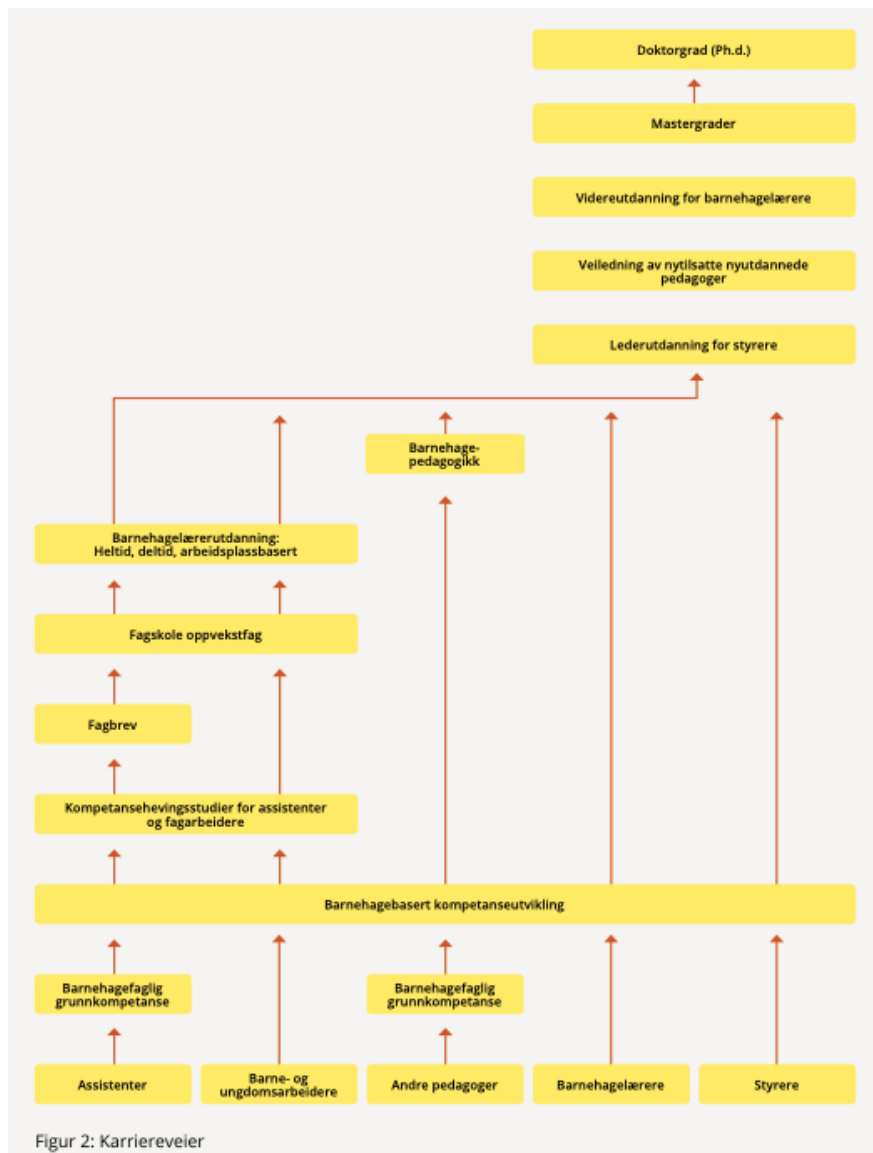 Doktorgrad (Ph.d.)
Mastergrader
Videreutdanning for barnehagelærere
Veiledning av nytilsatte nyutdannede
pedagoger
Lederutdanning for styrere
Barnehage-
pedagogikk
Barnehagelærerutdanning:
Heltid, deltid, arbeidsplassbasert
Fagskole oppvekstfag
Fagbrev
Kompetansehevingsstudier for assistenter
og fagarbeidere
Barnehagebasert kompetanseutvikling
Barnehagefaglig
grunnkompetanse
Barnehagefaglig
grunnkompetanse
Assistenter
Barne- og
ungdomsarbeidere
Andre pedagoger
Barnehagelærere
Styrere
Figur 2: Karriereveier